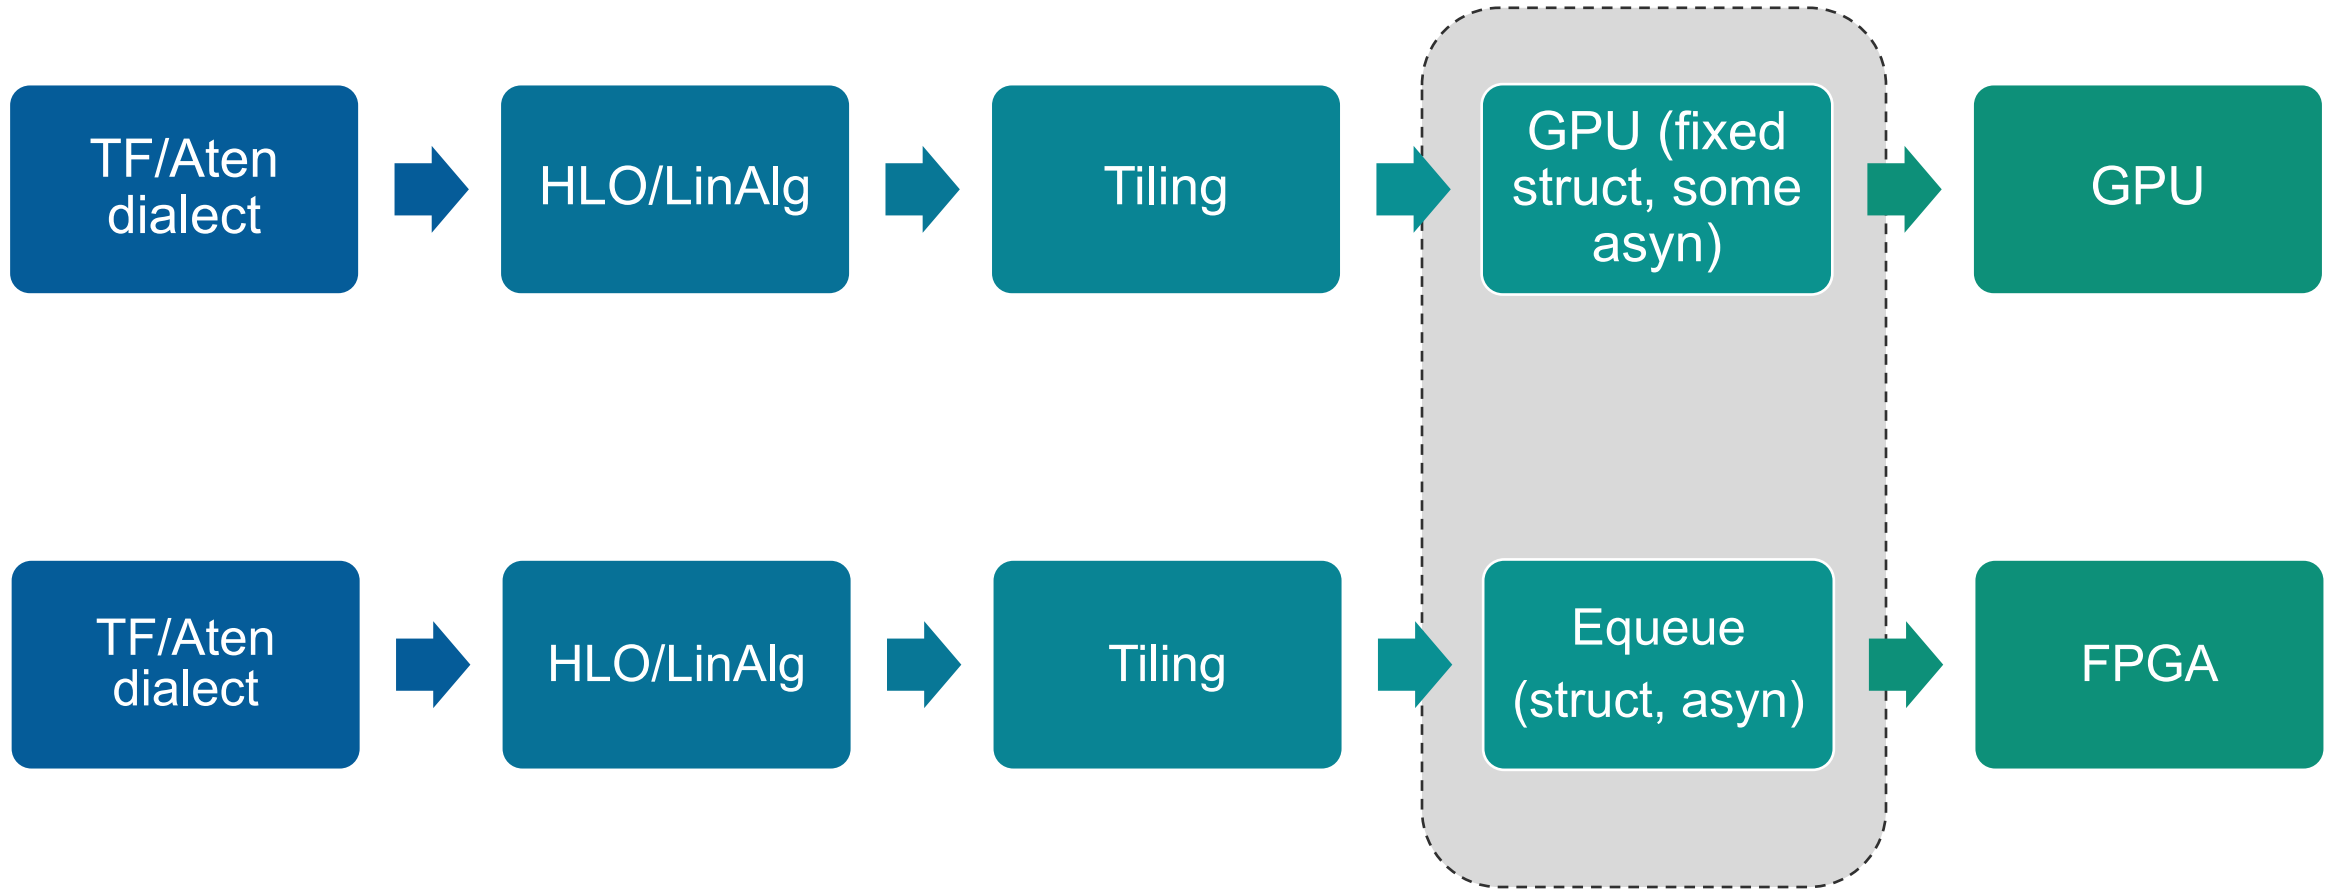 TF/Aten
dialect
HLO/LinAlg
Tiling
GPU (fixed
struct, some
asyn)
GPU
TF/Aten
dialect
HLO/LinAlg
Tiling
Equeue
(struct, asyn)
FPGA